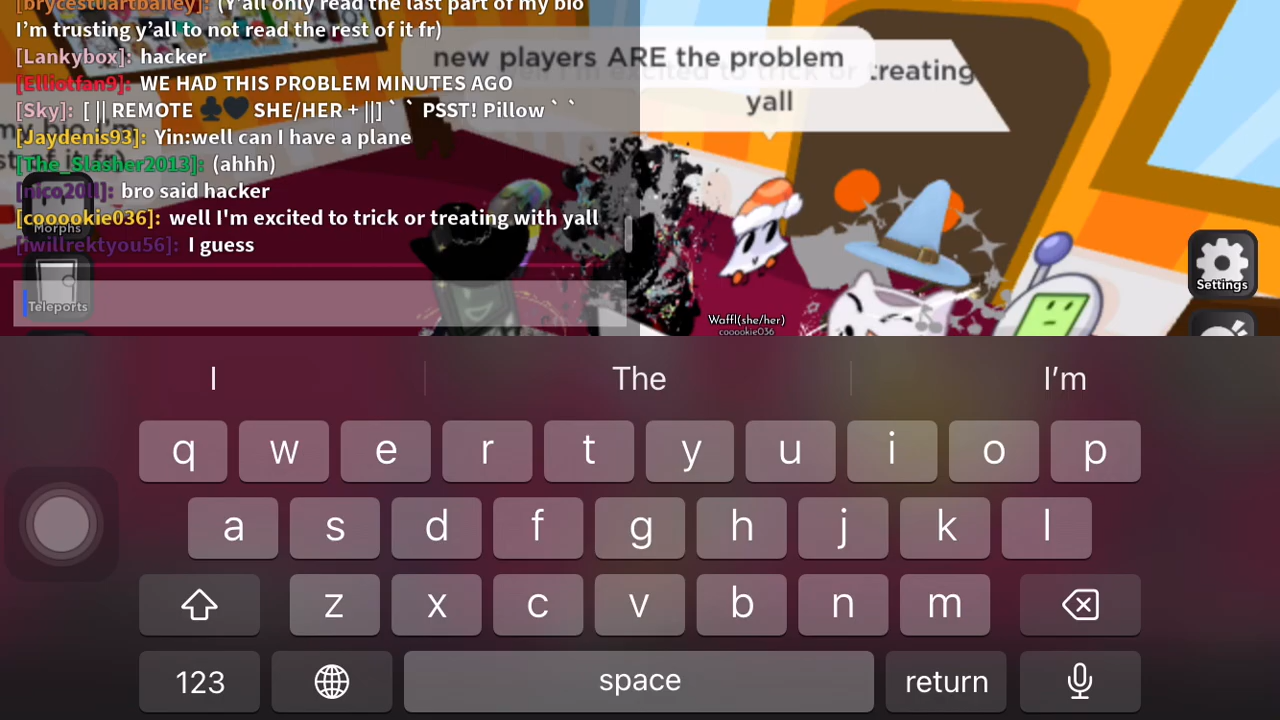 [brycestuartbailey]: (Y'all only read the last part of my bio
I'm trusting y'all to not read the rest of it fr)
[Lankybox]: hacker
[Elliotfan9]: WE HAD THIS PROBLEM MINUTES AGO
[Sky]: [ || REMOTE ♣️🖤 SHE/HER + ||] ` ` PSST! Pillow ` `
[Jaydenis93]: Yin:well can I have a plane
[The_Slasher2013]: (ahhh)
bro said hacker
[cooookie036]: well I'm excited to trick or treating with yall
[Iwillrektyou56]: I guess
new players ARE the problem
trick or treating
yall
Morphs
Teleports
Settings
Waffl(she/her)
cooookie036
I The I'm
q w e r t y u i o p
a s d f g h j k l
z x c v b n m
123 space return